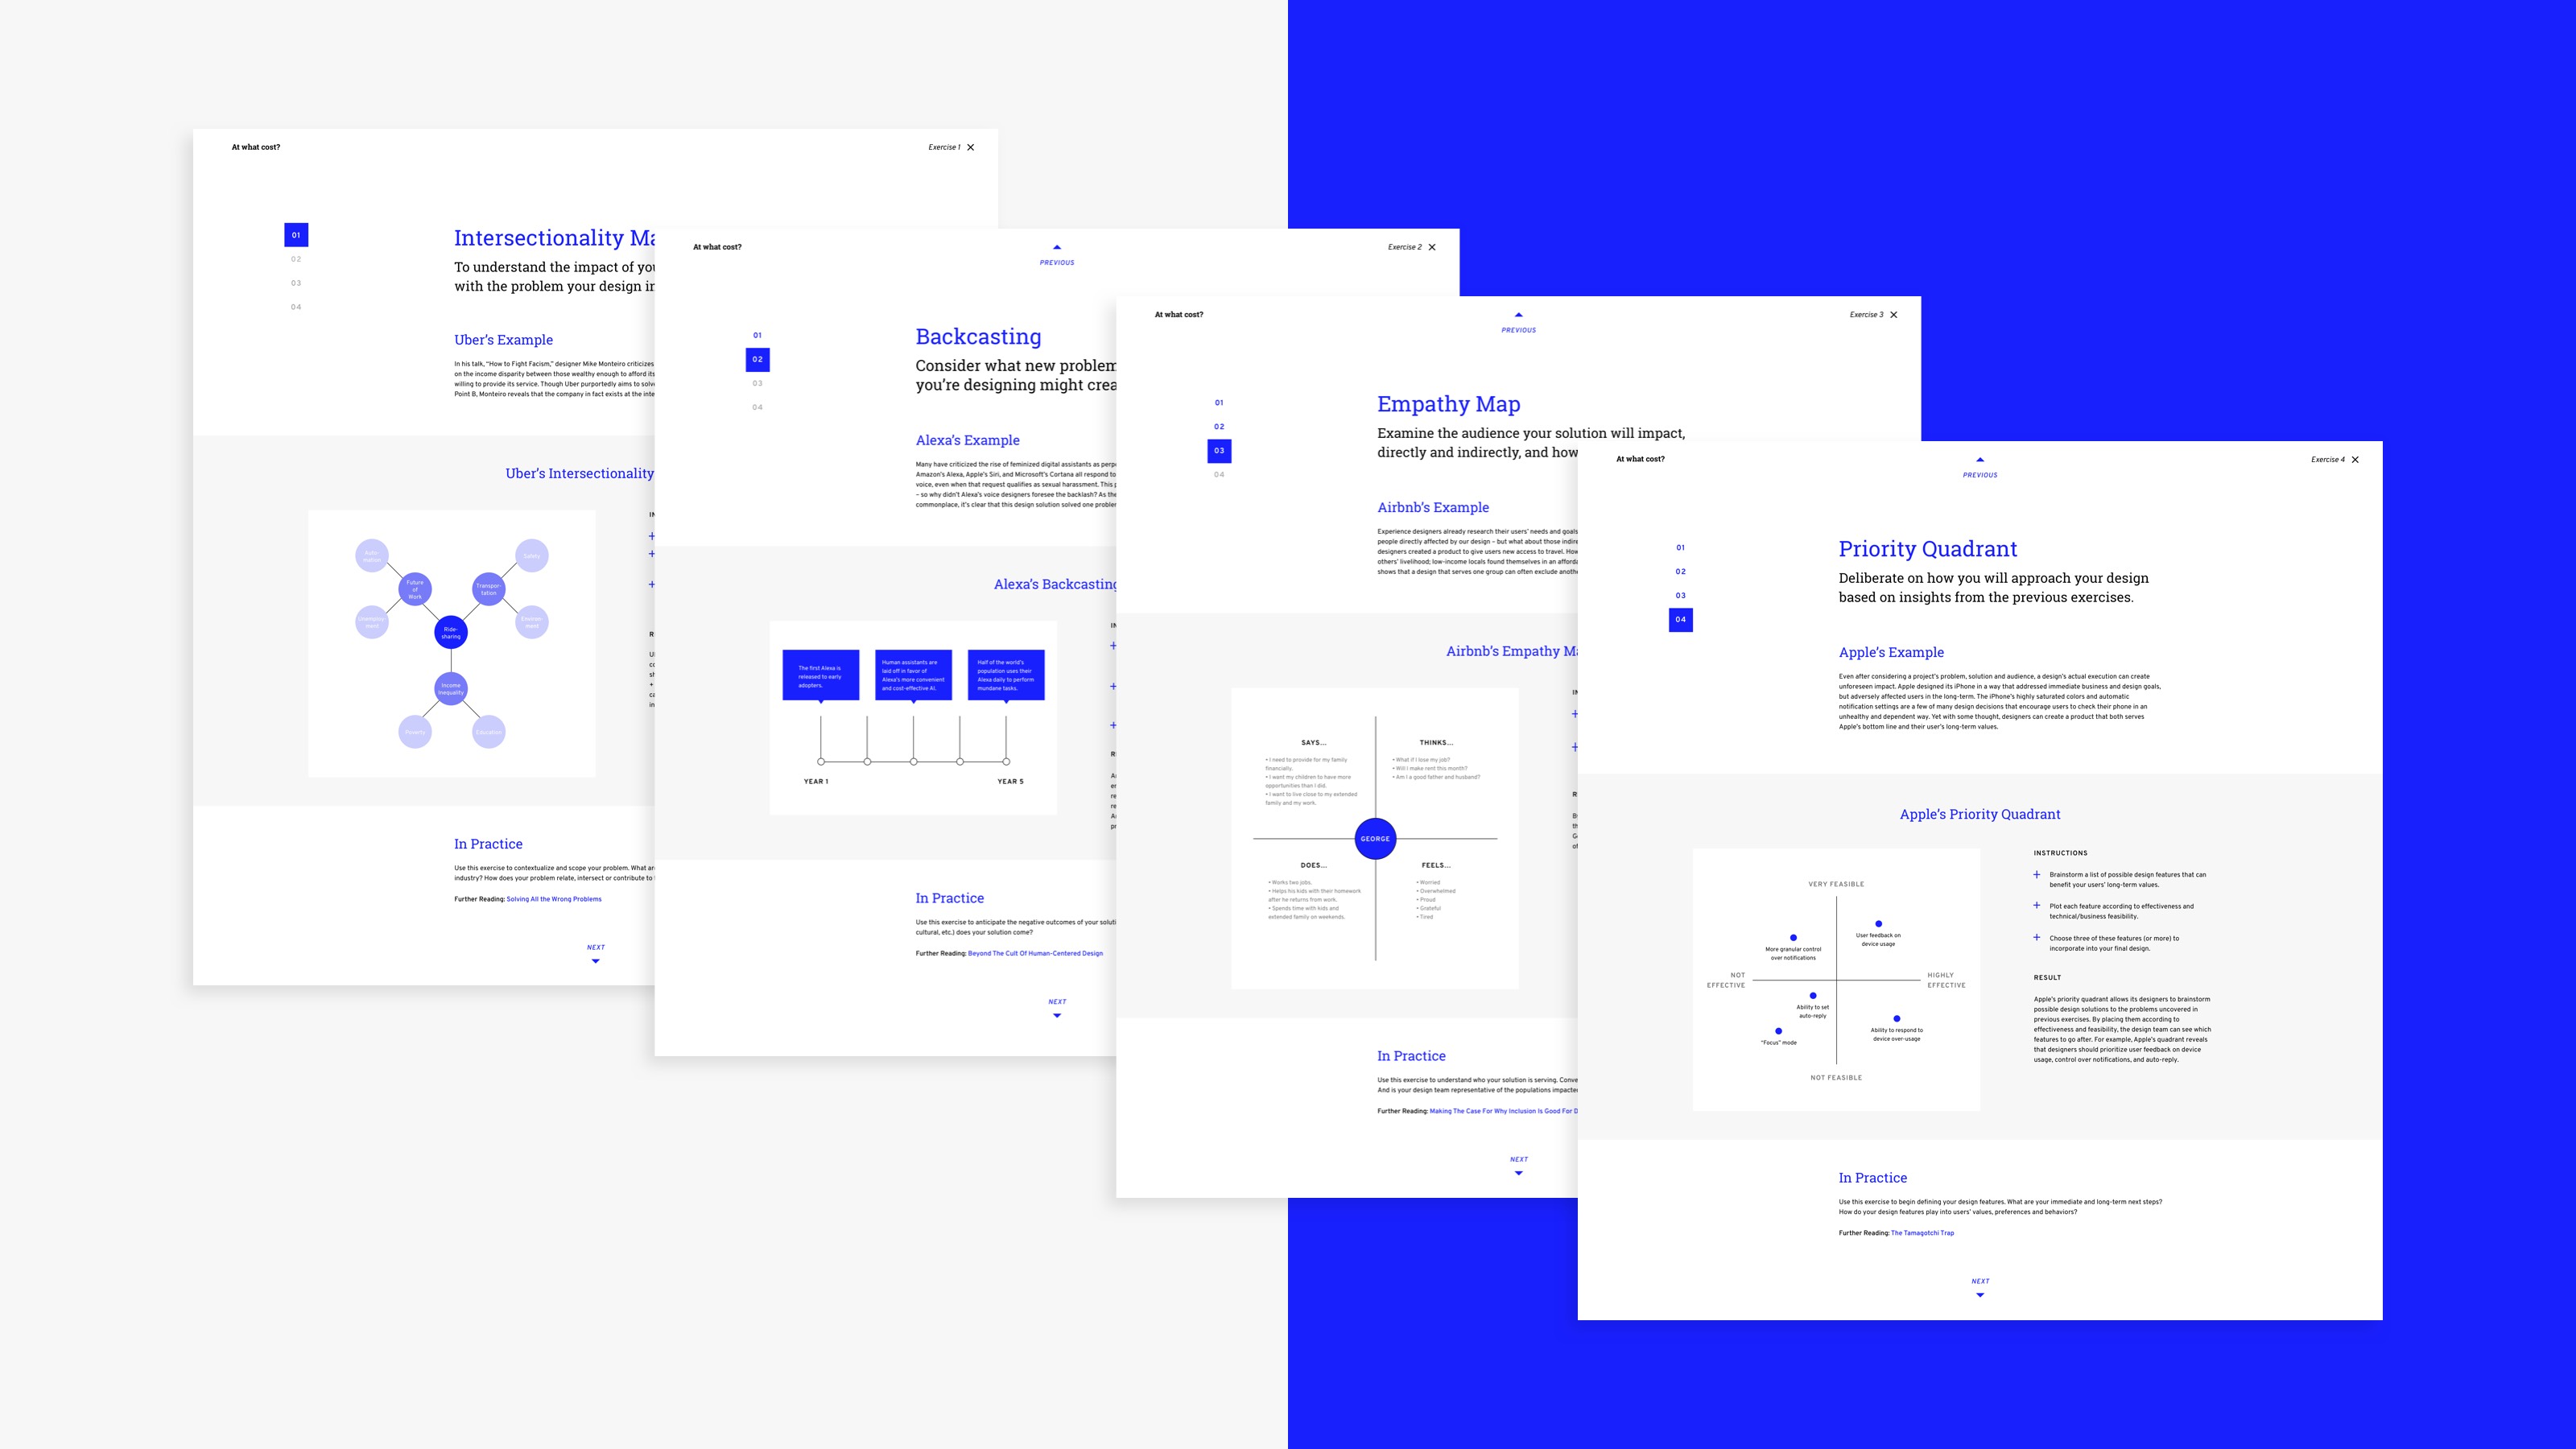 At what cost?
Exercise 1
01
02
03
04
Intersectionality Ma
To understand the impact of you
with the problem your design in
Uber's Example
In his talk, “How to Fight Facism,” designer Mike Monteiro criticizes
on the income disparity between those wealthy enough to afford its
willing to provide its service. Though Uber purportedly aims to solve
Point B, Monteiro reveals that the company in fact exists at the inte
Uber's Intersectionality
Auto-
mation
Future
of
Work
Transpor-
tation
Safety
Ride-
sharing
Income
Inequality
Poverty
Education
In Practice
Use this exercise to contextualize and scope your problem. What are
industry? How does your problem relate, intersect or contribute to
Further Reading: Solving All the Wrong Problems
NEXT
At what cost?
PREVIOUS
Exercise 2
01
02
03
04
Backcasting
Consider what new problem
you're designing might crea
Alexa's Example
Many have criticized the rise of feminized digital assistants as perp
Amazon's Alexa, Apple's Siri, and Microsoft's Cortana all respond to
voice, even when that request qualifies as sexual harassment. This p
– so why didn't Alexa's voice designers foresee the backlash? As the
commonplace, it's clear that this design solution solved one problem
Alexa's Backcasting
The first Alexa is
released to early
adopters.
Human assistants are
laid off in favor of
Alexa's more convenient
and cost-effective AI.
Half of the world's
population uses their
Alexa daily to perform
mundane tasks.
YEAR 1
YEAR 5
In Practice
Use this exercise to anticipate the negative outcomes of your soluti
cultural, etc.) does your solution come?
Further Reading: Beyond The Cult Of Human-Centered Design
NEXT
At what cost?
PREVIOUS
Exercise 3
01
02
03
04
Empathy Map
Examine the audience your solution will impact,
directly and indirectly, and how
Airbnb's Example
Experience designers already research their users' needs and goals
people directly affected by our design – but what about those indire
designers created a product to give users new access to travel. How
others' livelihood; low-income locals found themselves in an afforda
shows that a design that serves one group can often exclude anothe
Airbnb's Empathy Ma
SAYS...
• I need to provide for my family
financially.
• I want my children to have more
opportunities than I did.
• I want to live close to my extended
family and my work.
THINKS...
• What if I lose my job?
• Will I make rent this month?
• Am I a good father and husband?
GEORGE
DOES...
• Works two jobs.
• Helps his kids with their homework
after he returns from work.
• Spends time with kids and
extended family on weekends.
FEELS...
• Worried
• Overwhelmed
• Proud
• Grateful
• Tired
In Practice
Use this exercise to understand who your solution is serving. Conve
And is your design team representative of the populations impacted
Further Reading: Making The Case For Why Inclusion Is Good For D
NEXT
At what cost?
PREVIOUS
Exercise 4
01
02
03
04
Priority Quadrant
Deliberate on how you will approach your design
based on insights from the previous exercises.
Apple's Example
Even after considering a project's problem, solution and audience, a design's actual execution can create
unforeseen impact. Apple designed its iPhone in a way that addressed immediate business and design goals,
but adversely affected users in the long-term. The iPhone's highly saturated colors and automatic
notification settings are a few of many design decisions that encourage users to check their phone in an
unhealthy and dependent way. Yet with some thought, designers can create a product that both serves
Apple's bottom line and their user's long-term values.
Apple's Priority Quadrant
VERY FEASIBLE
More granular control
over notifications
User feedback on
device usage
NOT
EFFECTIVE
HIGHLY
EFFECTIVE
Ability to set
auto-reply
“Focus” mode
Ability to respond to
device over-usage
NOT FEASIBLE
INSTRUCTIONS
+ Brainstorm a list of possible design features that can
benefit your users' long-term values.
+ Plot each feature according to effectiveness and
technical/business feasibility.
+ Choose three of these features (or more) to
incorporate into your final design.
RESULT
Apple's priority quadrant allows its designers to brainstorm
possible design solutions to the problems uncovered in
previous exercises. By placing them according to
effectiveness and feasibility, the design team can see which
features to go after. For example, Apple's quadrant reveals
that designers should prioritize user feedback on device
usage, control over notifications, and auto-reply.
In Practice
Use this exercise to begin defining your design features. What are your immediate and long-term next steps?
How do your design features play into users' values, preferences and behaviors?
Further Reading: The Tamagotchi Trap
NEXT